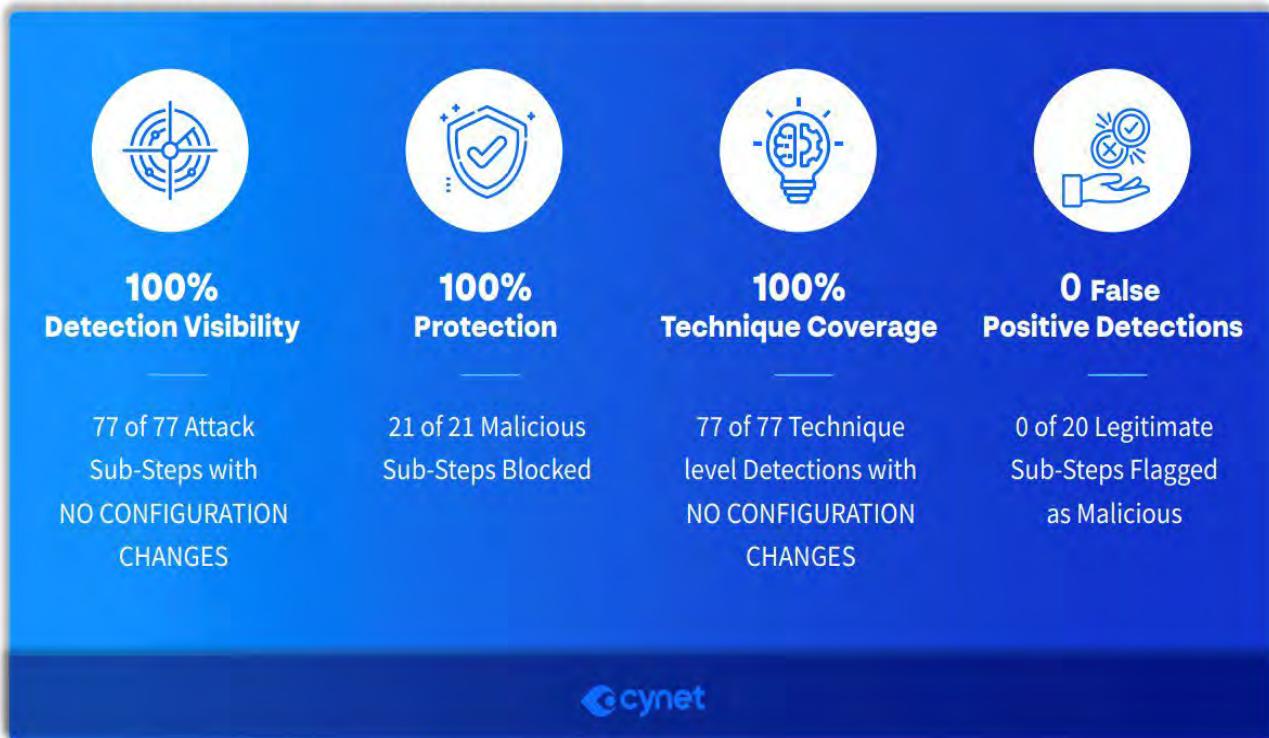 100%
Detection Visibility
77 of 77 Attack
Sub-Steps with
NO CONFIGURATION
CHANGES
100%
Protection
21 of 21 Malicious
Sub-Steps Blocked
100%
Technique Coverage
77 of 77 Technique
level Detections with
NO CONFIGURATION
CHANGES
0 False
Positive Detections
0 of 20 Legitimate
Sub-Steps Flagged
as Malicious
cynet